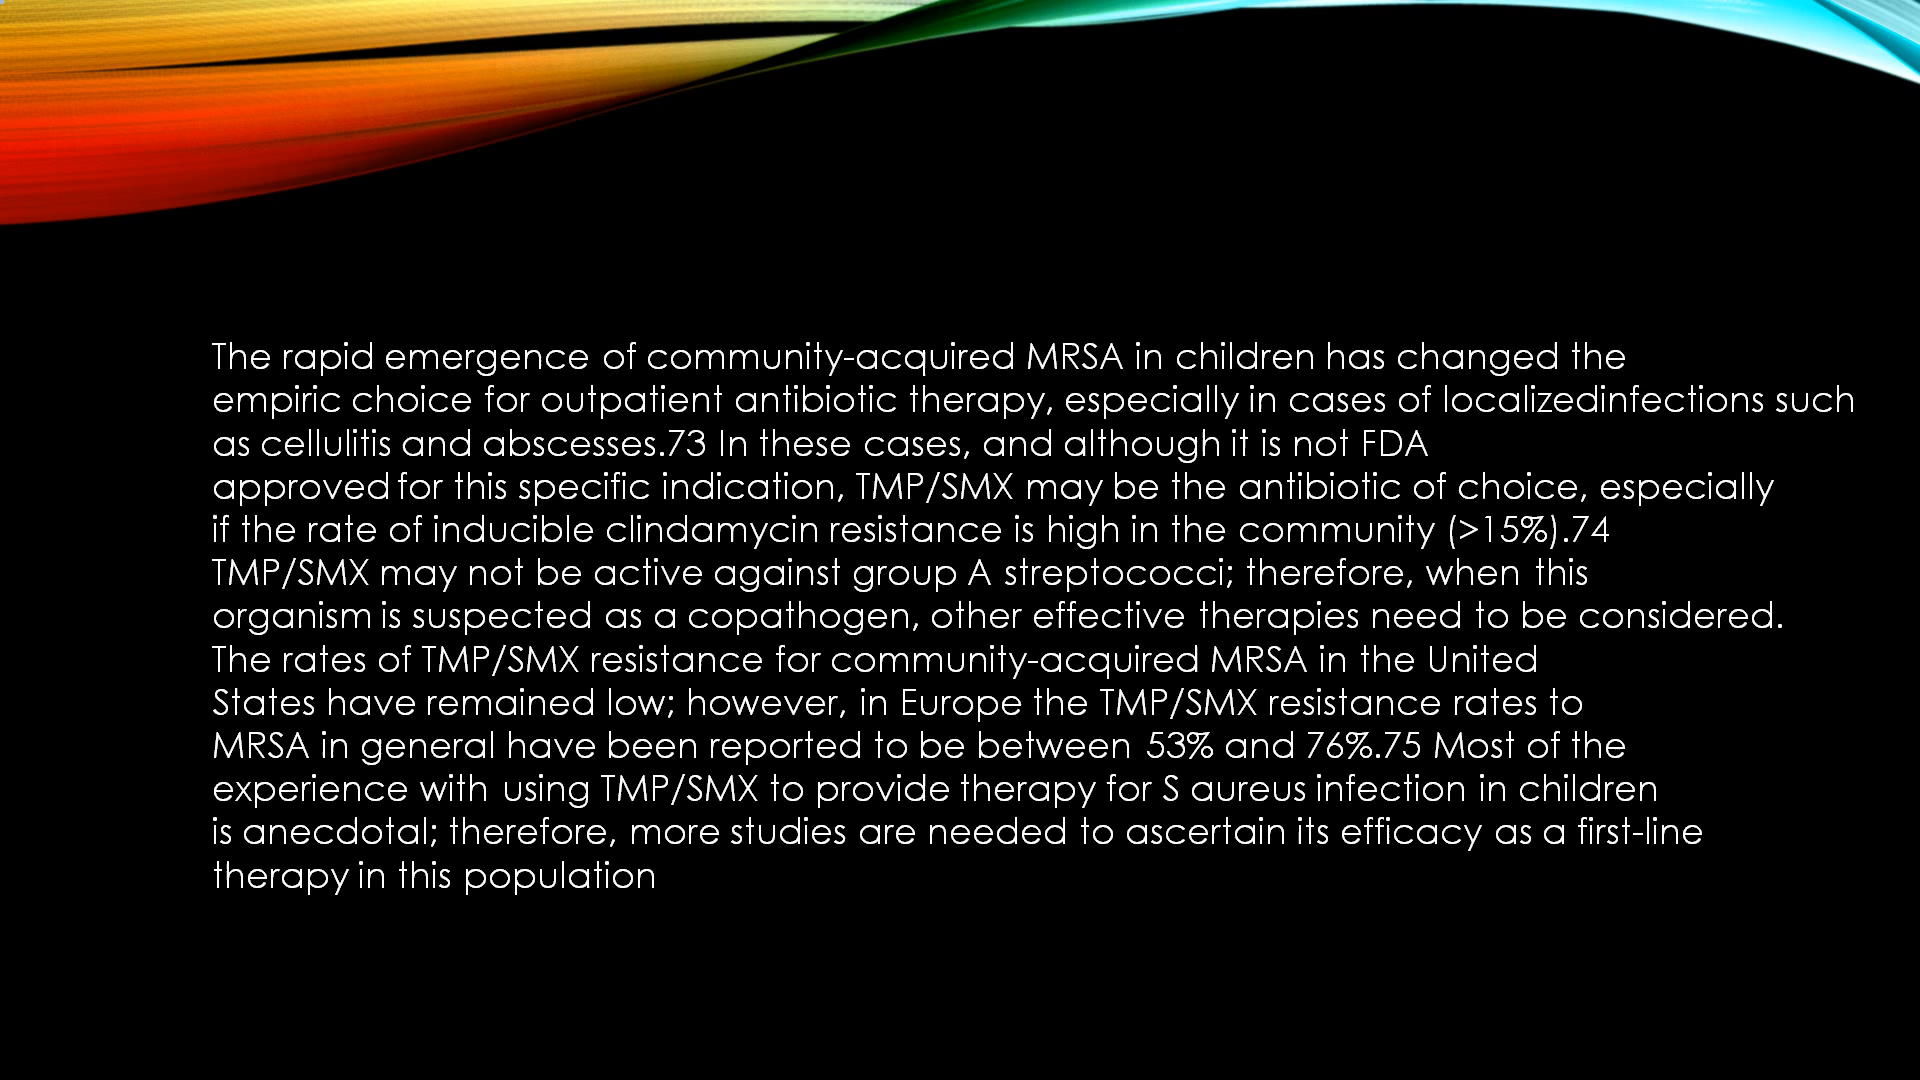 The rapid emergence of community-acquired MRSA in children has changed the
empiric choice for outpatient antibiotic therapy, especially in cases of localizedinfections such
as cellulitis and abscesses.73 In these cases, and although it is not FDA
approved for this specific indication, TMP/SMX may be the antibiotic of choice, especially
if the rate of inducible clindamycin resistance is high in the community (>15%).74
TMP/SMX may not be active against group A streptococci; therefore, when this
organism is suspected as a copathogen, other effective therapies need to be considered.
The rates of TMP/SMX resistance for community-acquired MRSA in the United
States have remained low; however, in Europe the TMP/SMX resistance rates to
MRSA in general have been reported to be between 53% and 76%.75 Most of the
experience with using TMP/SMX to provide therapy for S aureus infection in children
is anecdotal; therefore, more studies are needed to ascertain its efficacy as a first-line
therapy in this population